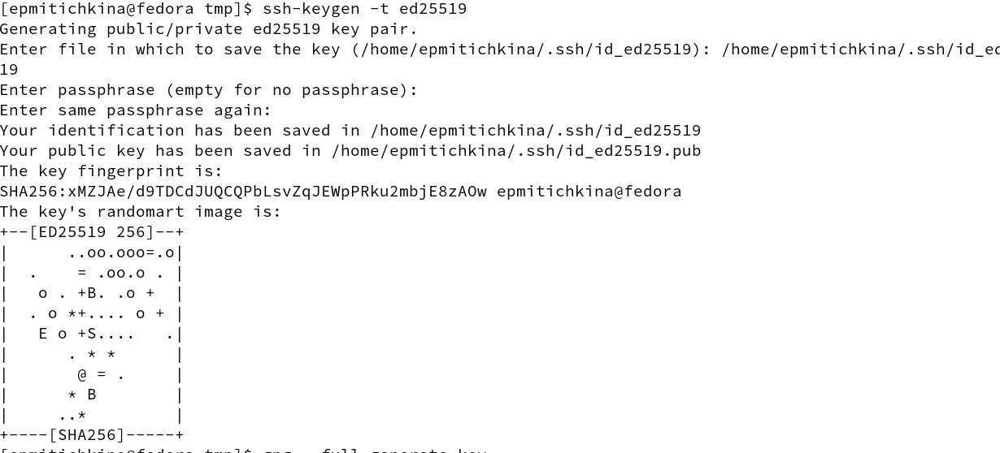 [epmitichkina@fedora tmp]$ ssh-keygen -t ed25519
Generating public/private ed25519 key pair.
Enter file in which to save the key (/home/epmitichkina/.ssh/id_ed25519): /home/epmitichkina/.ssh/id_ed
19
Enter passphrase (empty for no passphrase):
Enter same passphrase again:
Your identification has been saved in /home/epmitichkina/.ssh/id_ed25519
Your public key has been saved in /home/epmitichkina/.ssh/id_ed25519.pub
The key fingerprint is:
SHA256:xMZJAe/d9TDCdJUQCQPbLsvZqJEWpPRku2mbjE8zAOw epmitichkina@fedora
The key's randomart image is:
+--[ED25519 256]--+
|      ..oo.ooo=.o|
|  .    = .oo.o . |
|   o . +B. .o +  |
|  . o *+.... o + |
|   E o +S....   .|
|      . * *      |
|       @ = .     |
|      * B        |
|     ..*         |
+----[SHA256]-----+